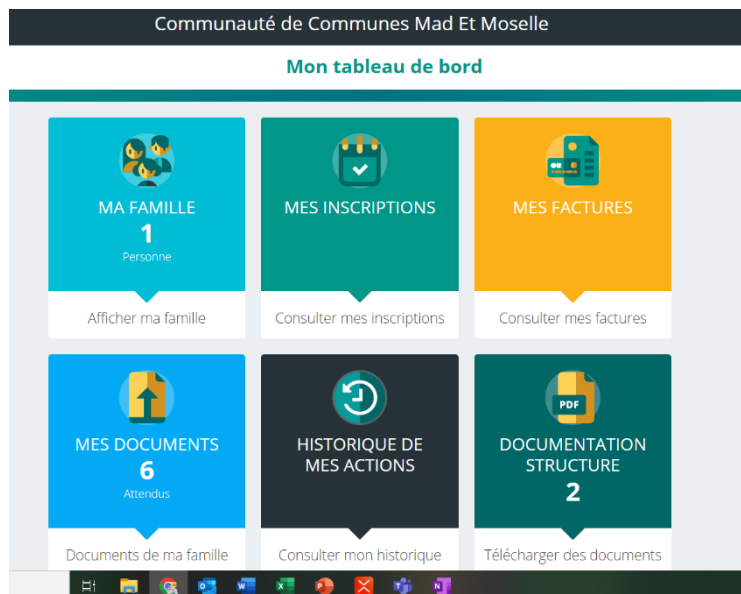 Communauté de Communes Mad Et Moselle
Mon tableau de bord
MA FAMILLE
1
Personne
Afficher ma famille
MES INSCRIPTIONS
Consulter mes inscriptions
MES FACTURES
Consulter mes factures
MES DOCUMENTS
6
Attendus
Documents de ma famille
HISTORIQUE DE
MES ACTIONS
Consulter mon historique
PDF
DOCUMENTATION
STRUCTURE
2
Télécharger des documents